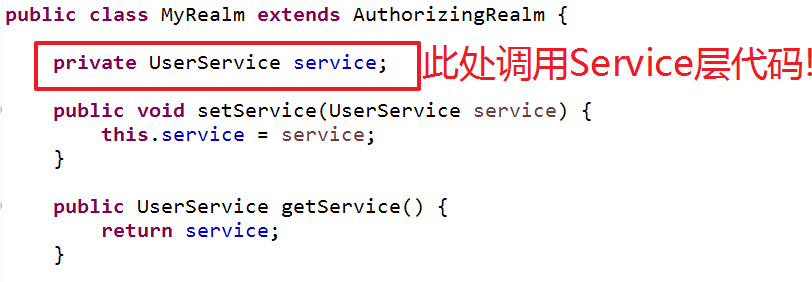 public class MyRealm extends AuthorizingRealm {
private UserService service;
此处调用Service层代码!
public void setService(UserService service) {
this.service = service;
}
public UserService getService() {
return service;
}